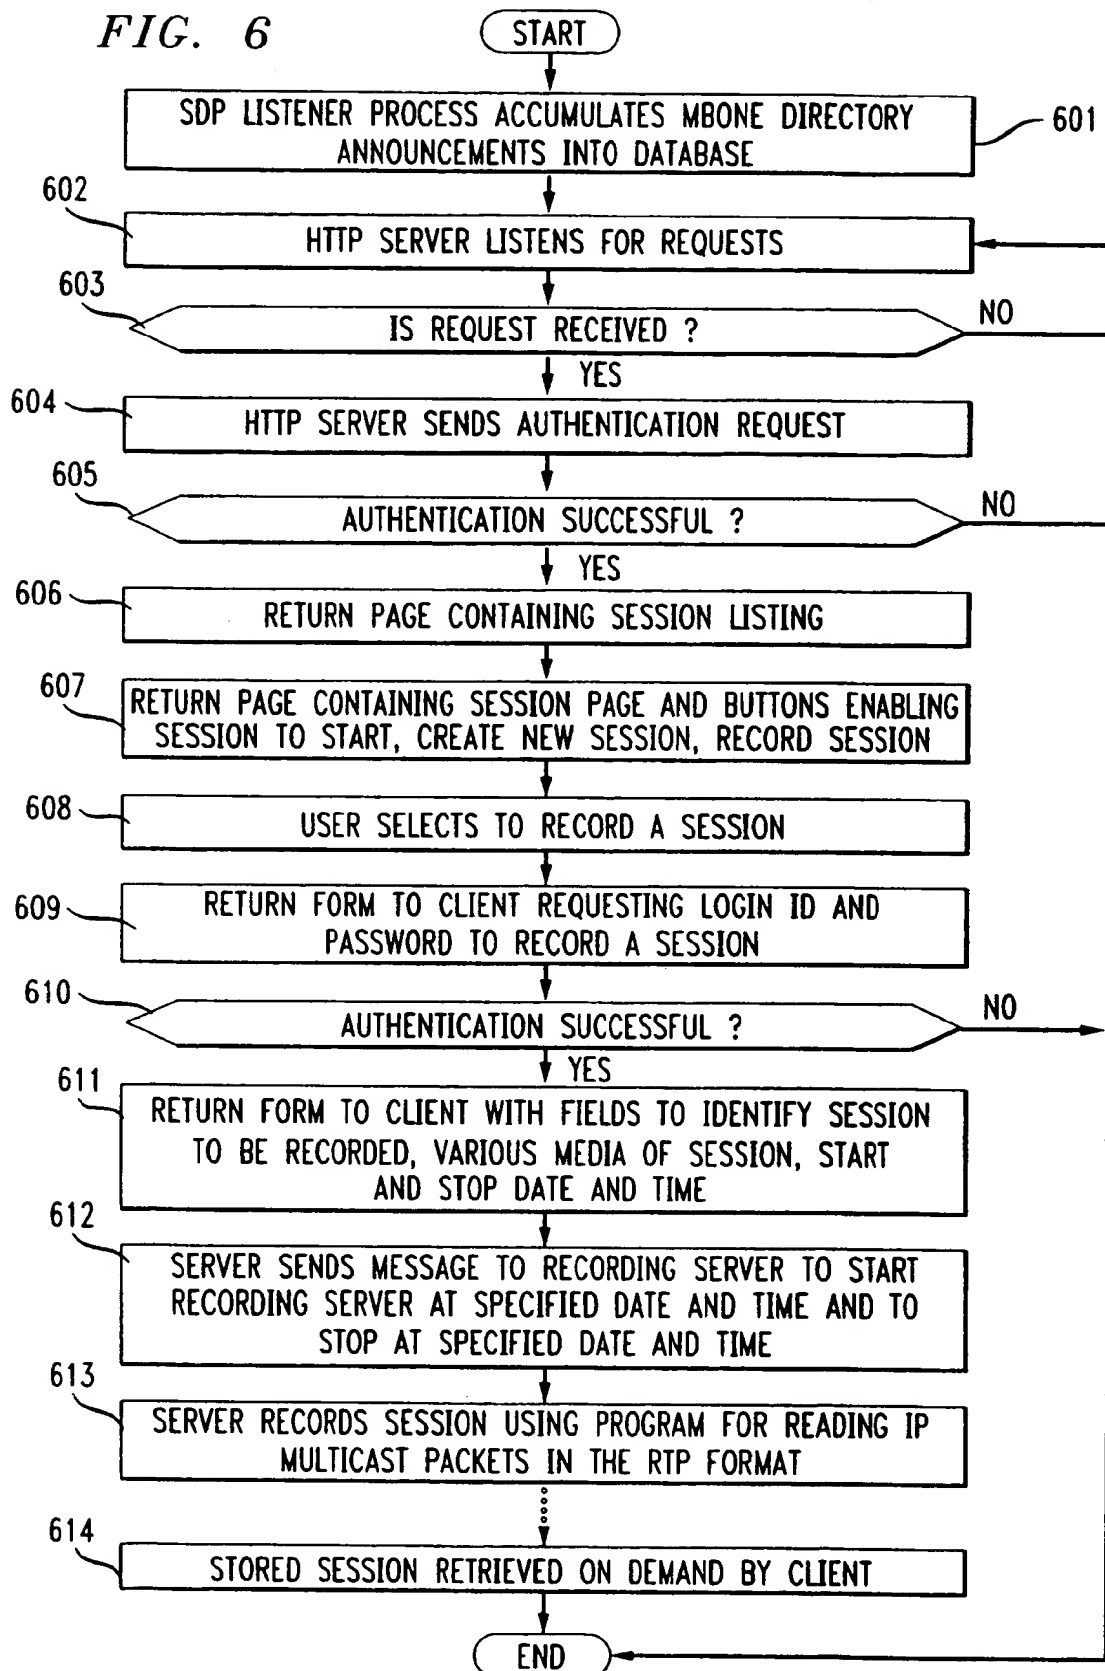 FIG. 6
START
SDP LISTENER PROCESS ACCUMULATES MBONE DIRECTORY
ANNOUNCEMENTS INTO DATABASE
601
602
HTTP SERVER LISTENS FOR REQUESTS
603
IS REQUEST RECEIVED ?
NO
YES
604
HTTP SERVER SENDS AUTHENTICATION REQUEST
605
AUTHENTICATION SUCCESSFUL ?
NO
YES
606
RETURN PAGE CONTAINING SESSION LISTING
607
RETURN PAGE CONTAINING SESSION PAGE AND BUTTONS ENABLING
SESSION TO START, CREATE NEW SESSION, RECORD SESSION
608
USER SELECTS TO RECORD A SESSION
609
RETURN FORM TO CLIENT REQUESTING LOGIN ID AND
PASSWORD TO RECORD A SESSION
610
AUTHENTICATION SUCCESSFUL ?
NO
YES
611
RETURN FORM TO CLIENT WITH FIELDS TO IDENTIFY SESSION
TO BE RECORDED, VARIOUS MEDIA OF SESSION, START
AND STOP DATE AND TIME
612
SERVER SENDS MESSAGE TO RECORDING SERVER TO START
RECORDING SERVER AT SPECIFIED DATE AND TIME AND TO
STOP AT SPECIFIED DATE AND TIME
613
SERVER RECORDS SESSION USING PROGRAM FOR READING IP
MULTICAST PACKETS IN THE RTP FORMAT
614
STORED SESSION RETRIEVED ON DEMAND BY CLIENT
END